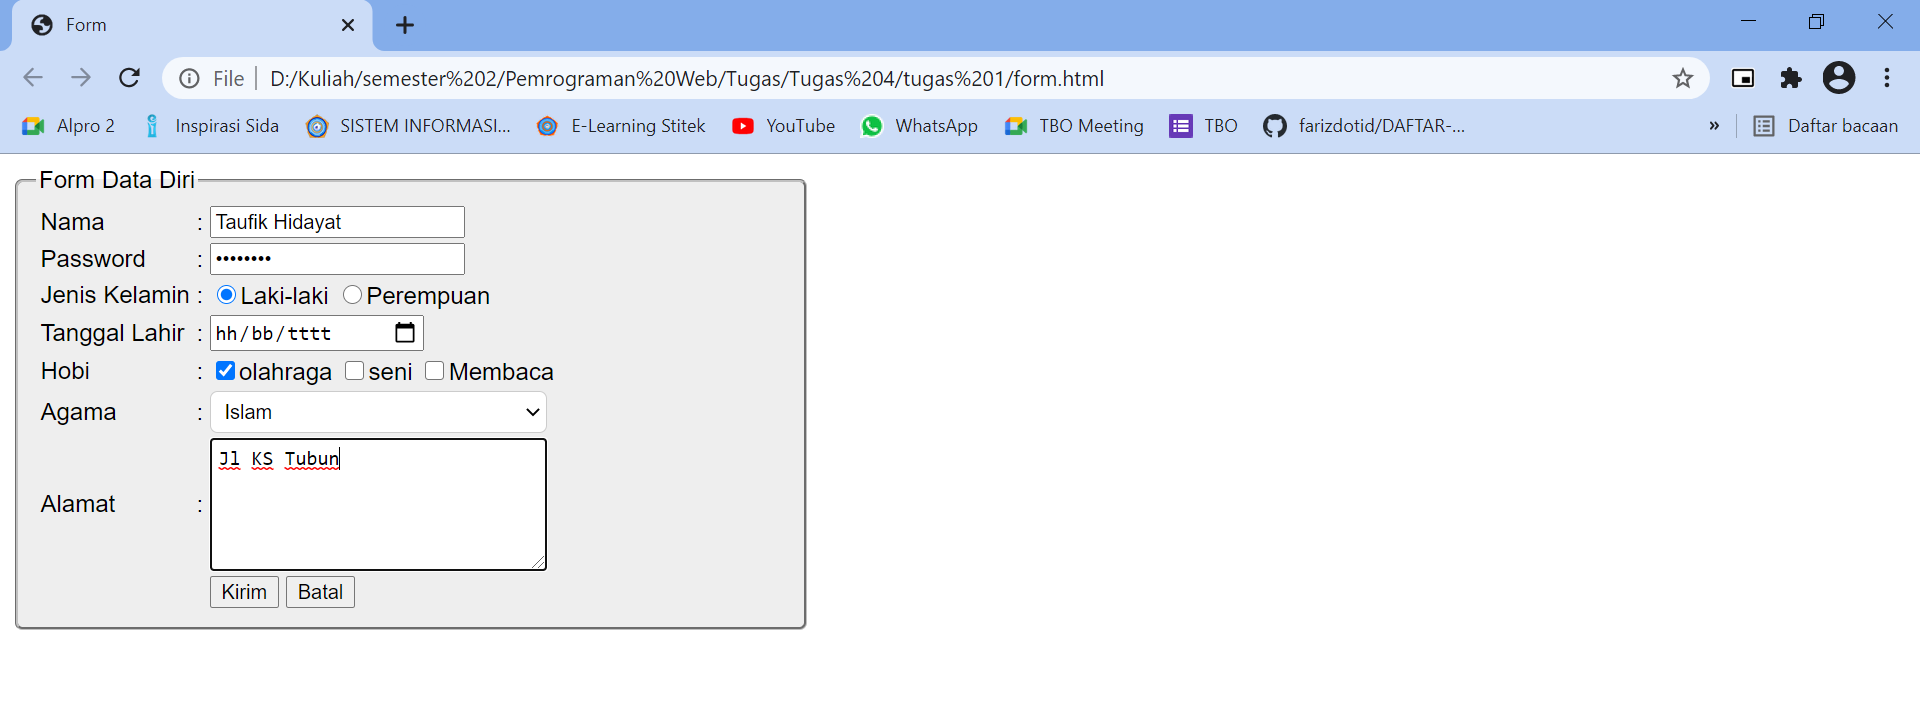 Form
File D:/Kuliah/semester%202/Pemrograman%20Web/Tugas/Tugas%204/tugas%201/form.html
Alpro 2 Inspirasi Sida SISTEM INFORMASI... E-Learning Stitek YouTube WhatsApp TBO Meeting TBO farizdotid/DAFTAR-... » Daftar bacaan
Form Data Diri
Nama : Taufik Hidayat
Password : ••••••••
Jenis Kelamin : Laki-laki Perempuan
Tanggal Lahir : hh/bb/tttt
Hobi : olahraga seni Membaca
Agama : Islam
Alamat : Jl KS Tubun
Kirim Batal